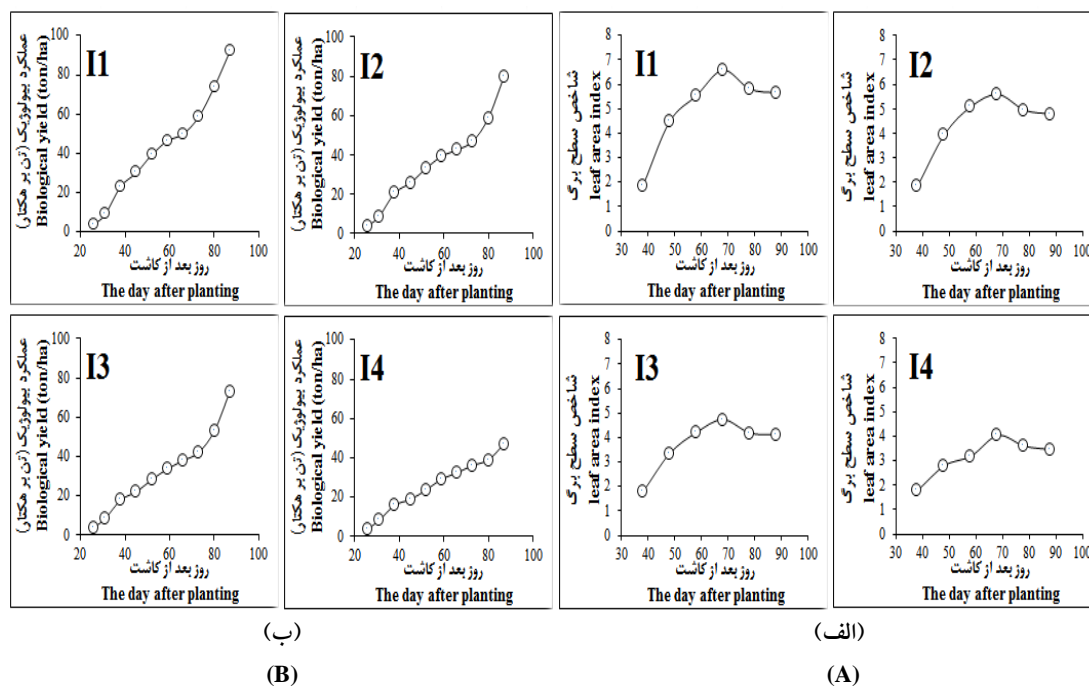 I1
عملکرد بیولوژیک (تن بر هکتار)
Biological yield (ton/ha)
100
80
60
40
20
0
20 40 60 80 100
روز بعد از کاشت
The day after planting
I2
عملکرد بیولوژیک (تن بر هکتار)
Biological yield (ton/ha)
100
80
60
40
20
0
20 40 60 80 100
روز بعد از کاشت
The day after planting
I1
شاخص سطح برگ
leaf area index
8
7
6
5
4
3
2
1
0
30 40 50 60 70 80 90 100
روز بعد از کاشت
The day after planting
I2
شاخص سطح برگ
leaf area index
8
7
6
5
4
3
2
1
0
30 40 50 60 70 80 90 100
روز بعد از کاشت
The day after planting
I3
عملکرد بیولوژیک (تن بر هکتار)
Biological yield (ton/ha)
100
80
60
40
20
0
20 40 60 80 100
روز بعد از کاشت
The day after planting
I4
عملکرد بیولوژیک (تن بر هکتار)
Biological yield (ton/ha)
100
80
60
40
20
0
20 40 60 80 100
روز بعد از کاشت
The day after planting
I3
شاخص سطح برگ
leaf area index
8
7
6
5
4
3
2
1
0
30 40 50 60 70 80 90 100
روز بعد از کاشت
The day after planting
I4
شاخص سطح برگ
leaf area index
8
7
6
5
4
3
2
1
0
30 40 50 60 70 80 90 100
روز بعد از کاشت
The day after planting
(ب)
(B)
(الف)
(A)